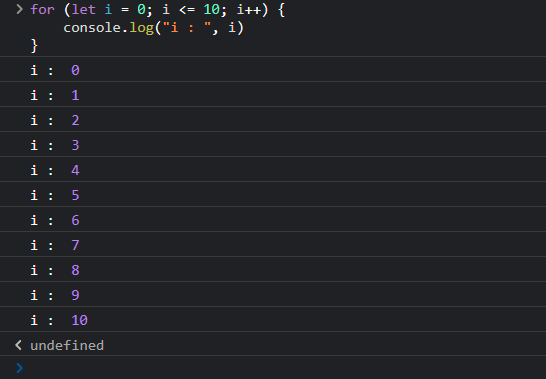 for (let i = 0; i <= 10; i++) {
    console.log("i : ", i)
}
i :  0
i :  1
i :  2
i :  3
i :  4
i :  5
i :  6
i :  7
i :  8
i :  9
i :  10
undefined